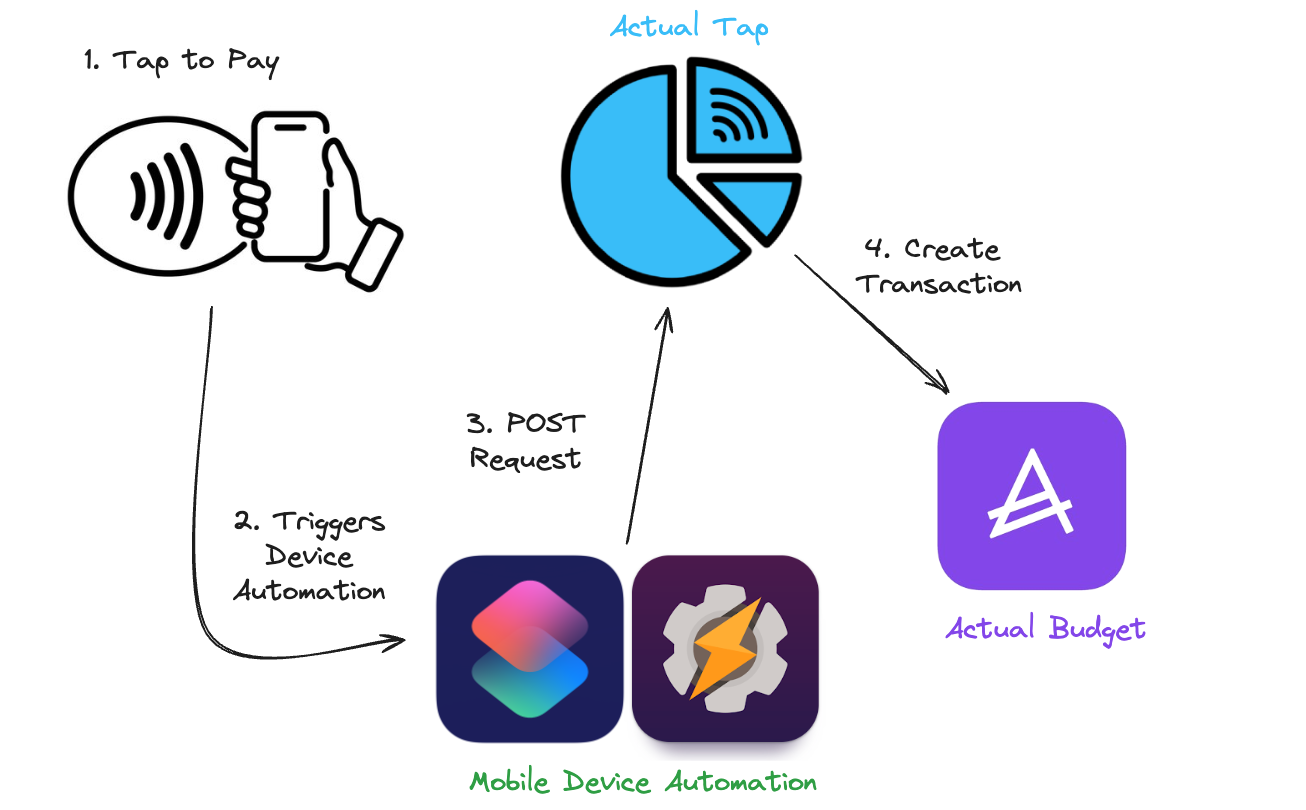 1. Tap to Pay
Actual Tap
2. Triggers
Device
Automation
3. POST
Request
4. Create
Transaction
Mobile Device Automation
Actual Budget